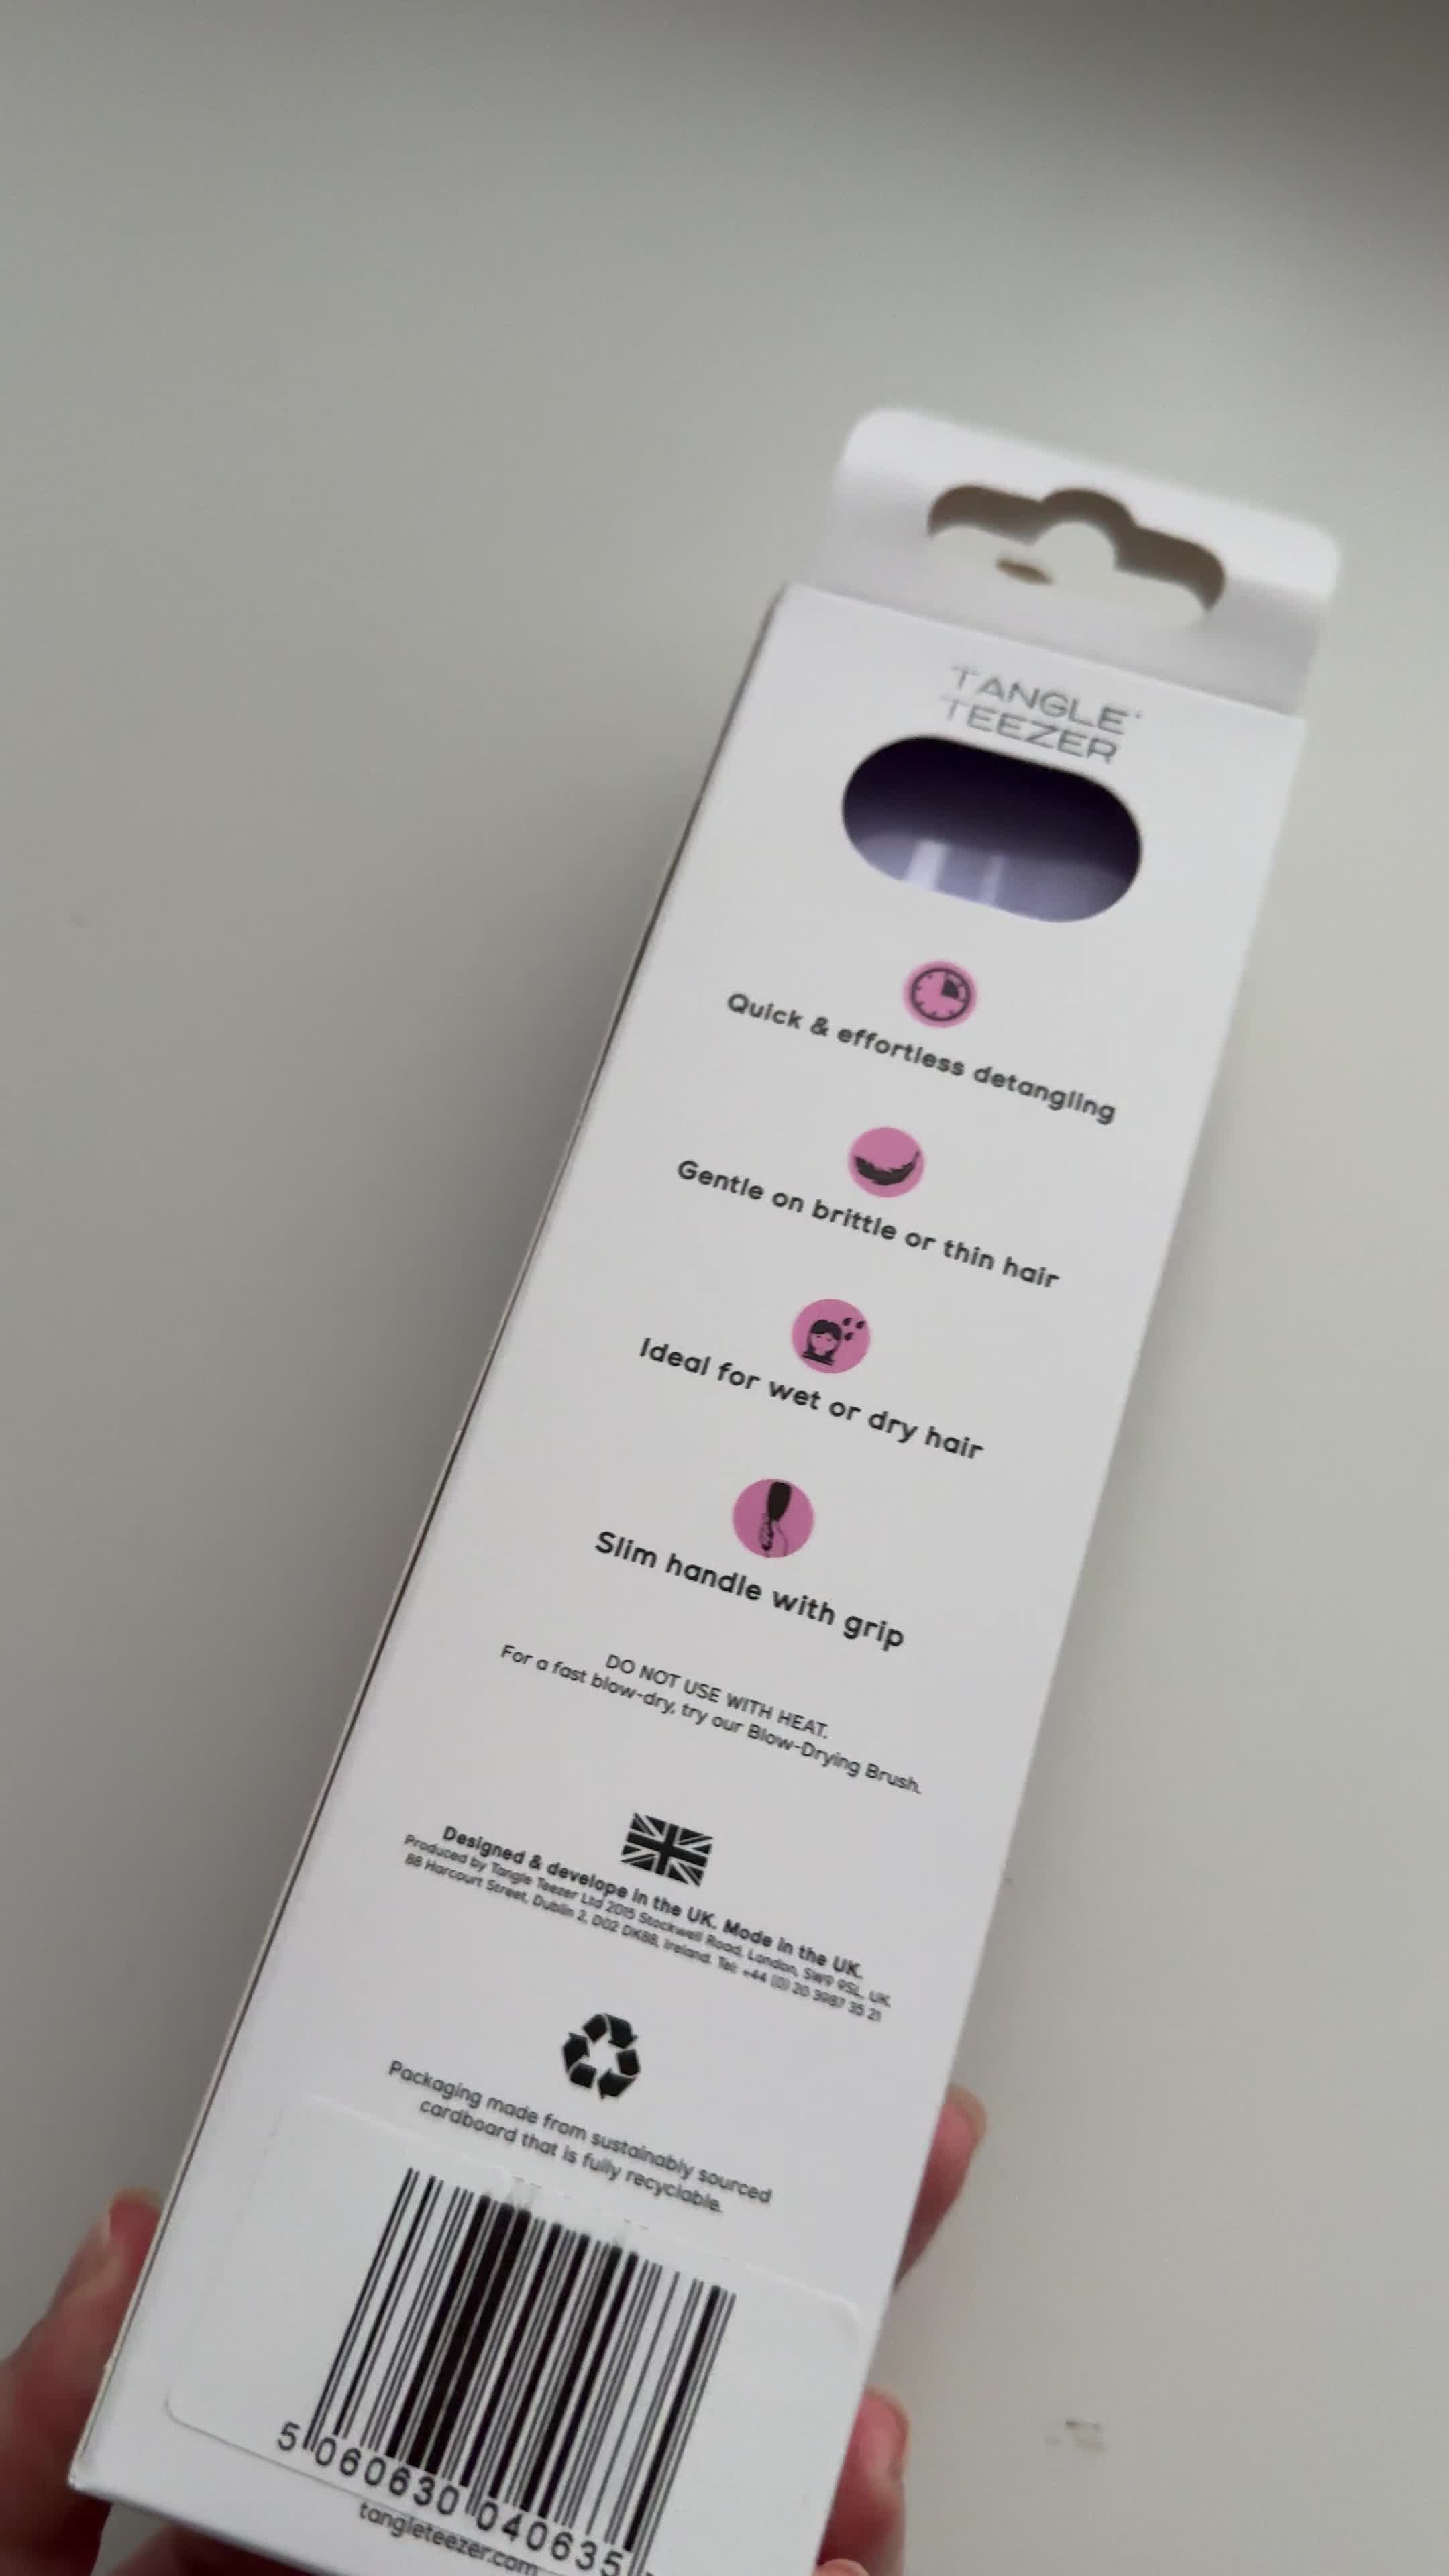 TANGLE
TEEZER
Quick & effortless detangling
Gentle on brittle or thin hair
Ideal for wet or dry hair
Slim handle with grip
DO NOT USE WITH HEAT.
For a fast blow-dry, try our Blow-Drying Brush.
Designed & develope in the UK. Made in the UK.
Produced by Tangle Teezer Ltd 2015 Stockwell Road, London, SW9 9SL, UK.
88 Harcourt Street, Dublin 2, D02 DK88, Ireland. Tel: +44 (0) 20 3987 35 21
Packaging made from sustainably sourced
cardboard that is fully recyclable.
5 060630 040635
tangleteezer.com